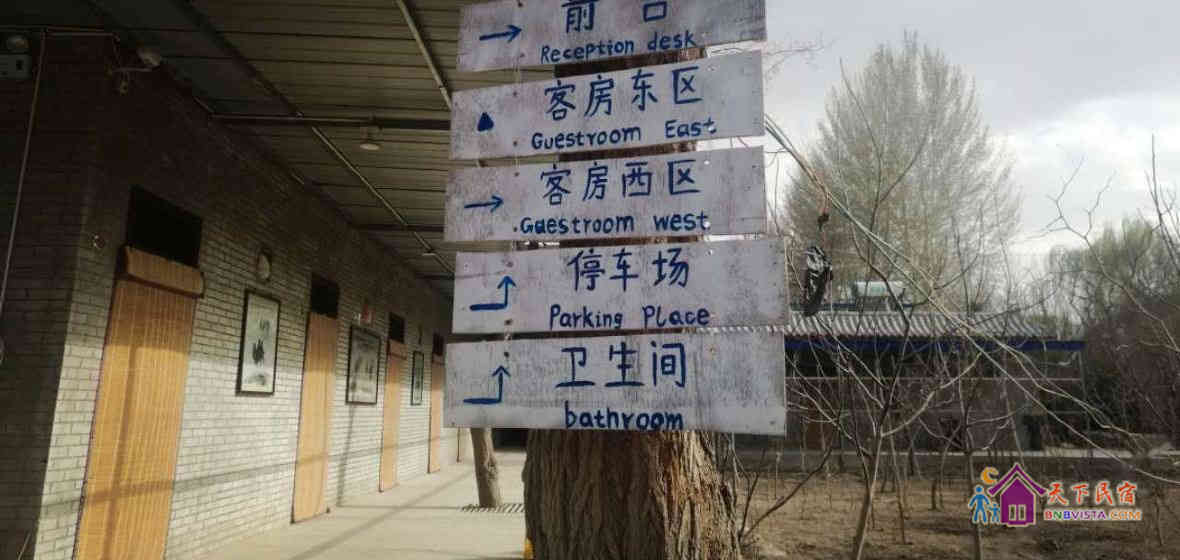 前台
Reception desk
客房东区
Guestroom East
客房西区
Guestroom west
停车场
Parking Place
卫生间
bathroom
天下民宿
BNBVISTA.COM